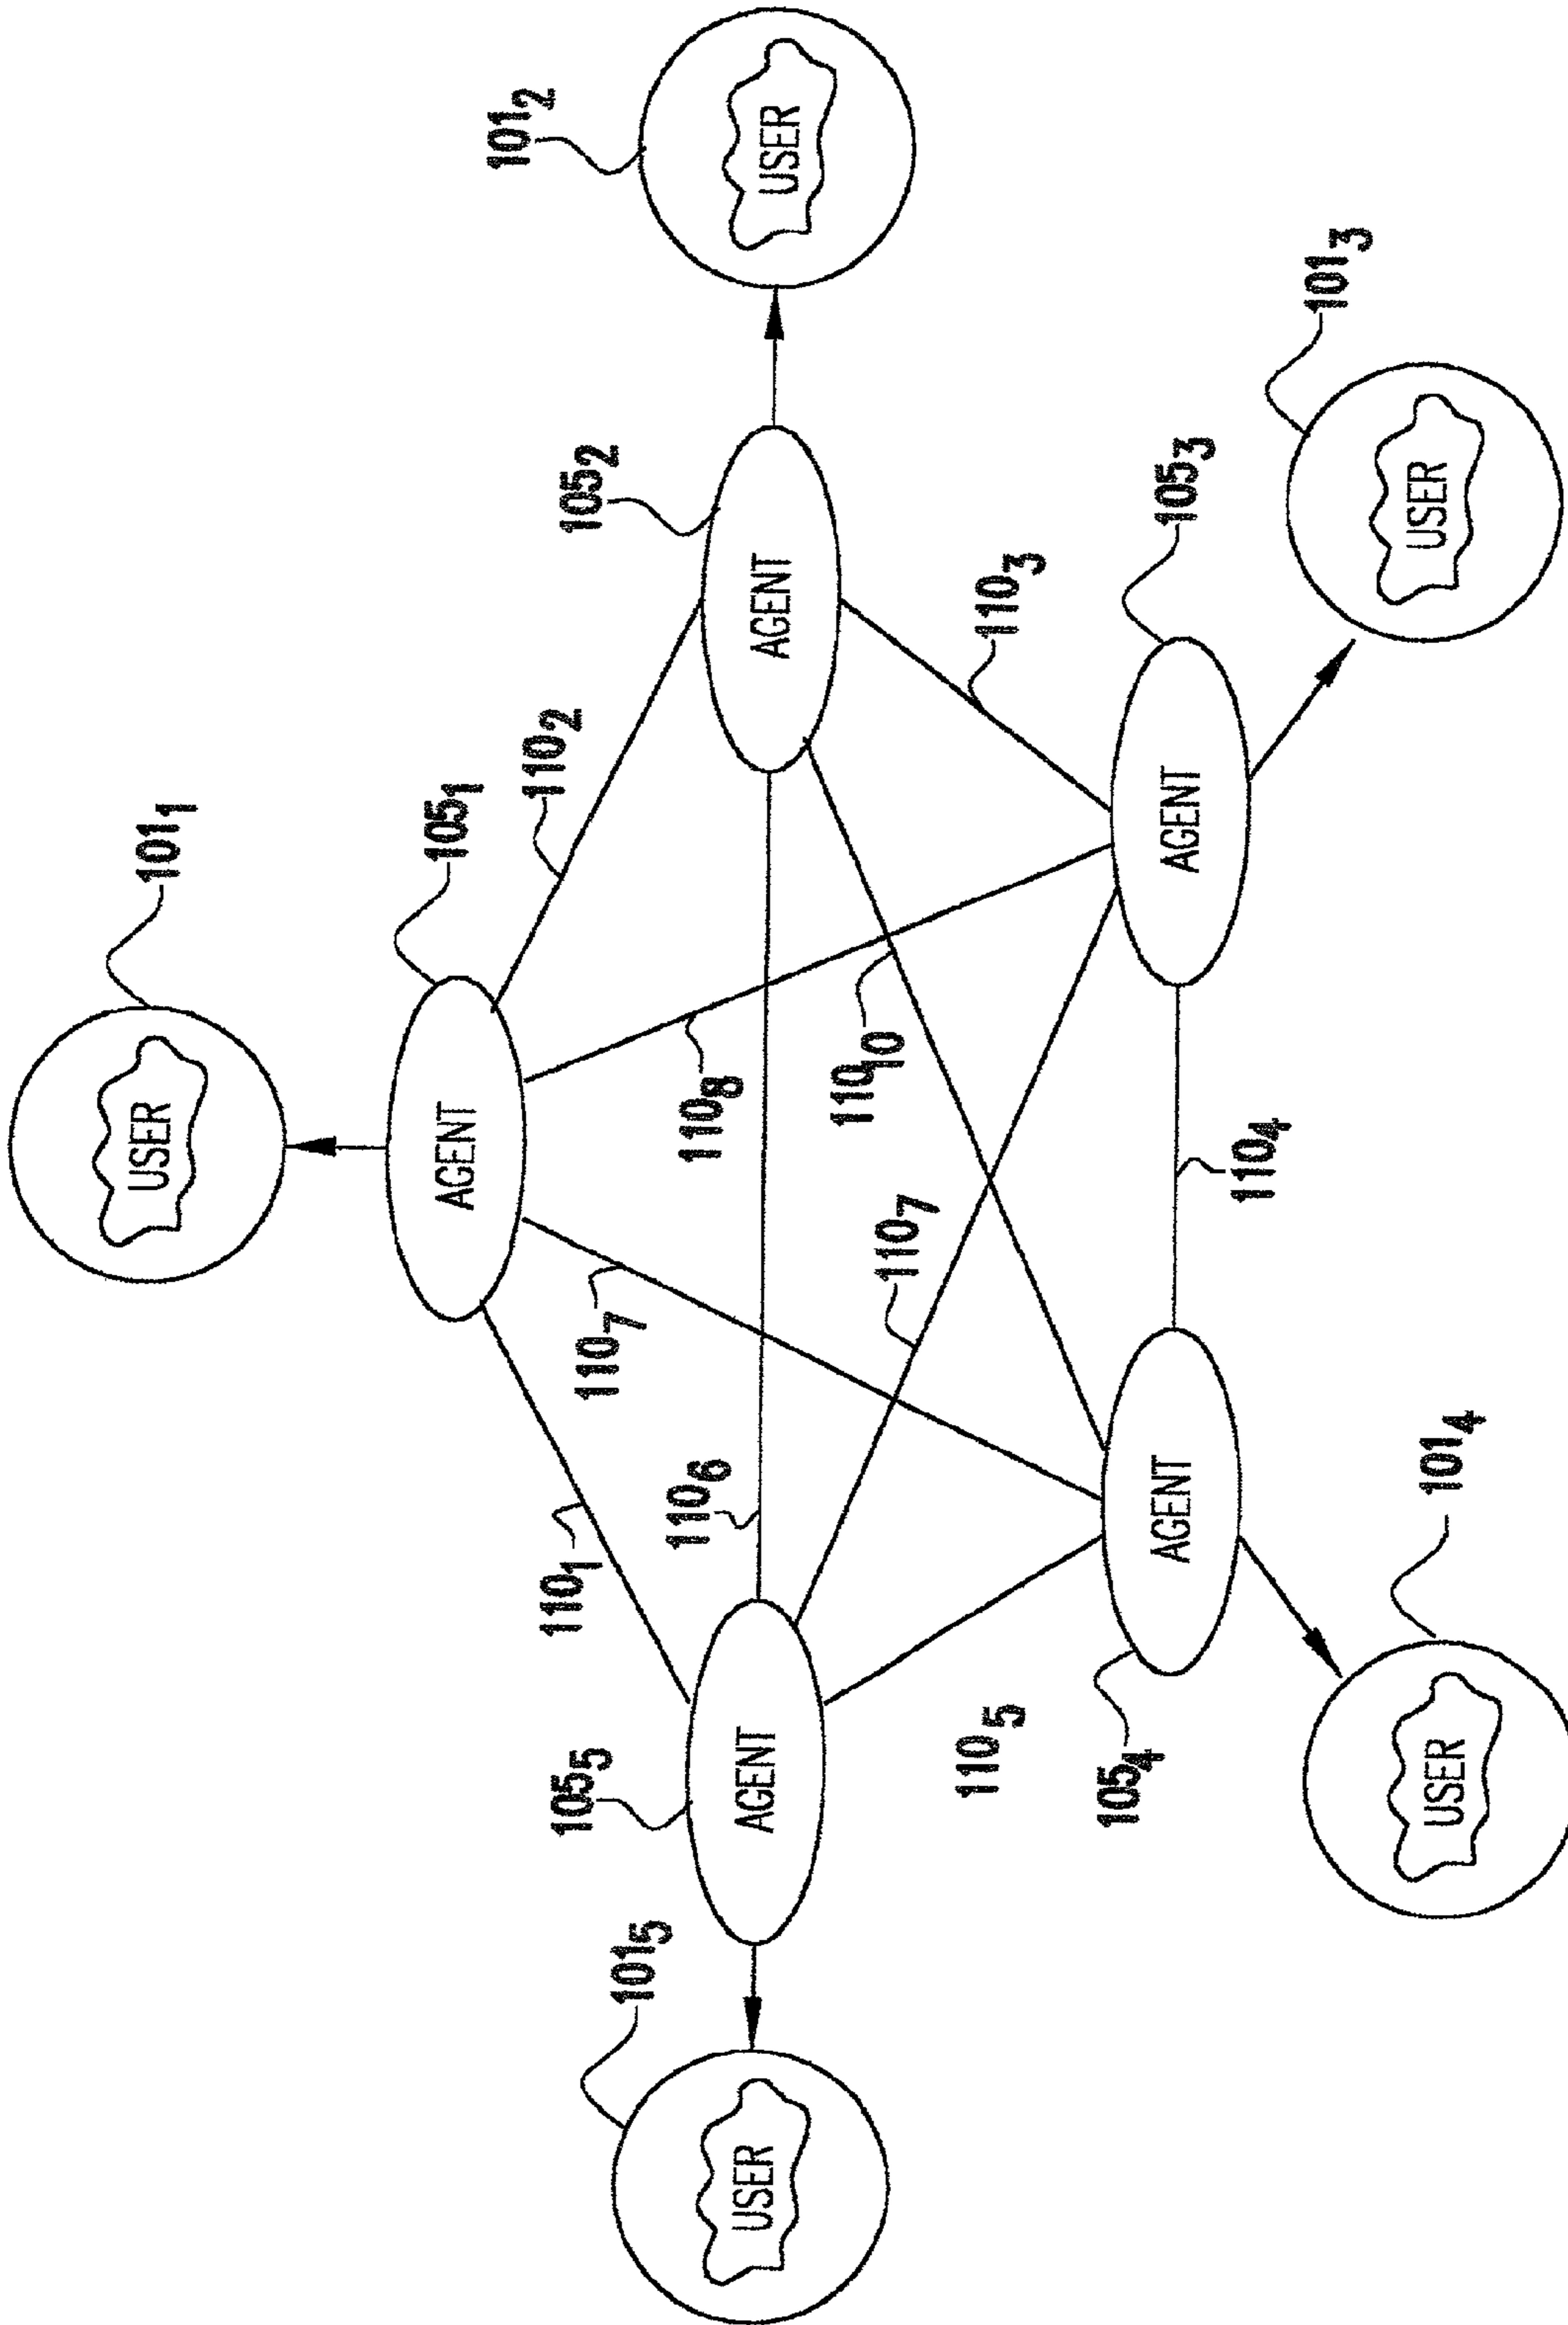 101₁
USER
105₁
AGENT
110₁
110₂
105₅
AGENT
101₅
USER
110₆
110₇
110₈
105₂
AGENT
101₂
USER
110₇
110₁₀
110₃
110₅
105₄
AGENT
110₄
105₃
AGENT
101₄
USER
101₃
USER